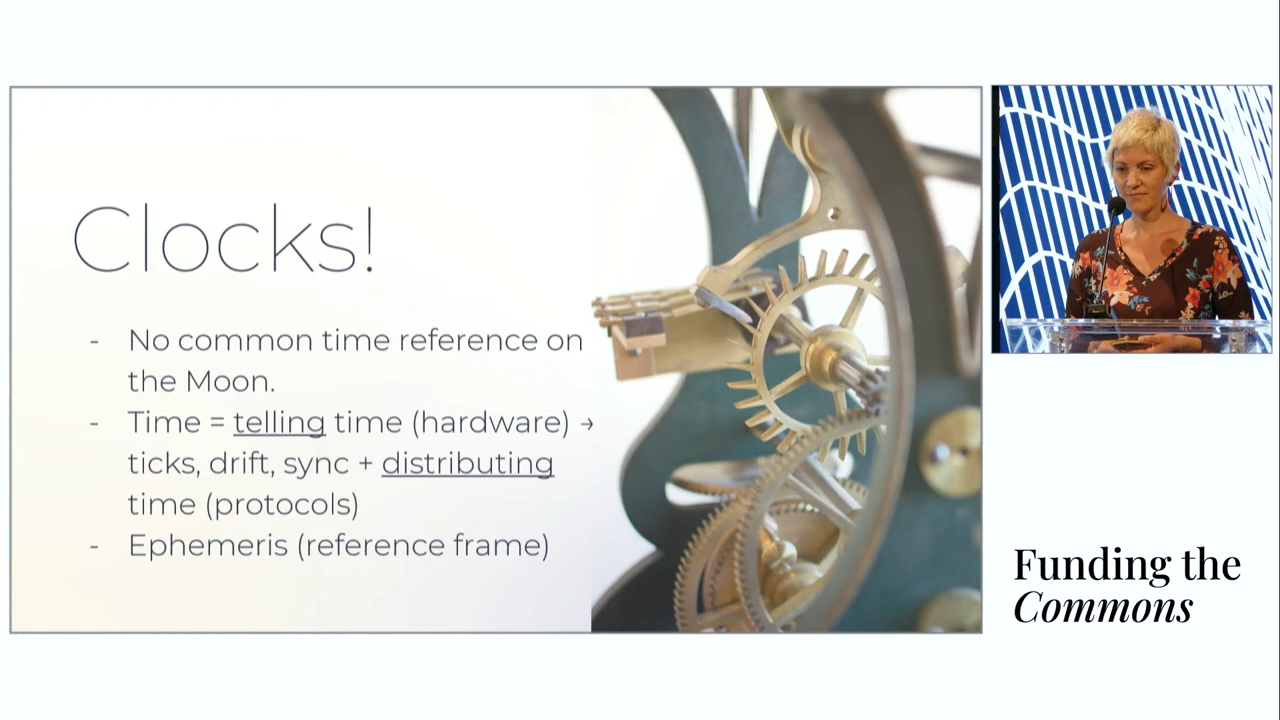 Clocks!
- No common time reference on
the Moon.
- Time = telling time (hardware) →
ticks, drift, sync + distributing
time (protocols)
- Ephemeris (reference frame)
Funding the
Commons